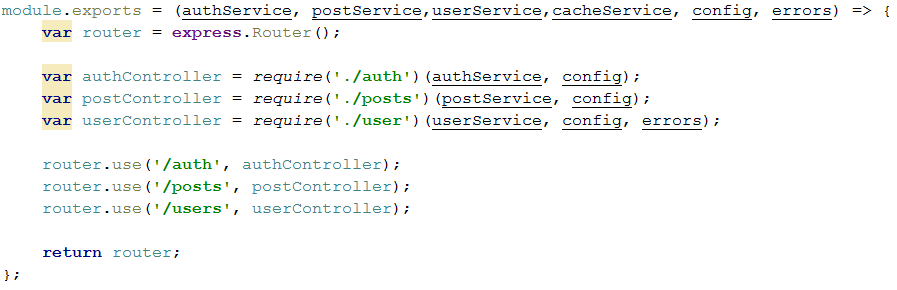 module.exports = (authService, postService,userService,cacheService, config, errors) => {
    var router = express.Router();

    var authController = require('./auth')(authService, config);
    var postController = require('./posts')(postService, config);
    var userController = require('./user')(userService, config, errors);

    router.use('/auth', authController);
    router.use('/posts', postController);
    router.use('/users', userController);

    return router;
};